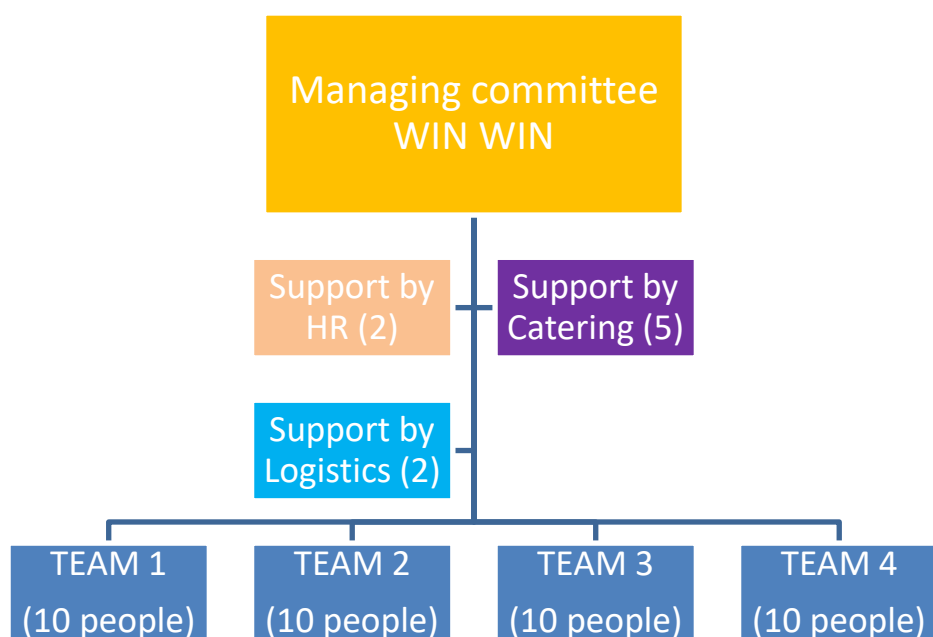 Managing committee
WIN WIN
Support by
HR (2)
Support by
Catering (5)
Support by
Logistics (2)
TEAM 1
(10 people)
TEAM 2
(10 people)
TEAM 3
(10 people)
TEAM 4
(10 people)